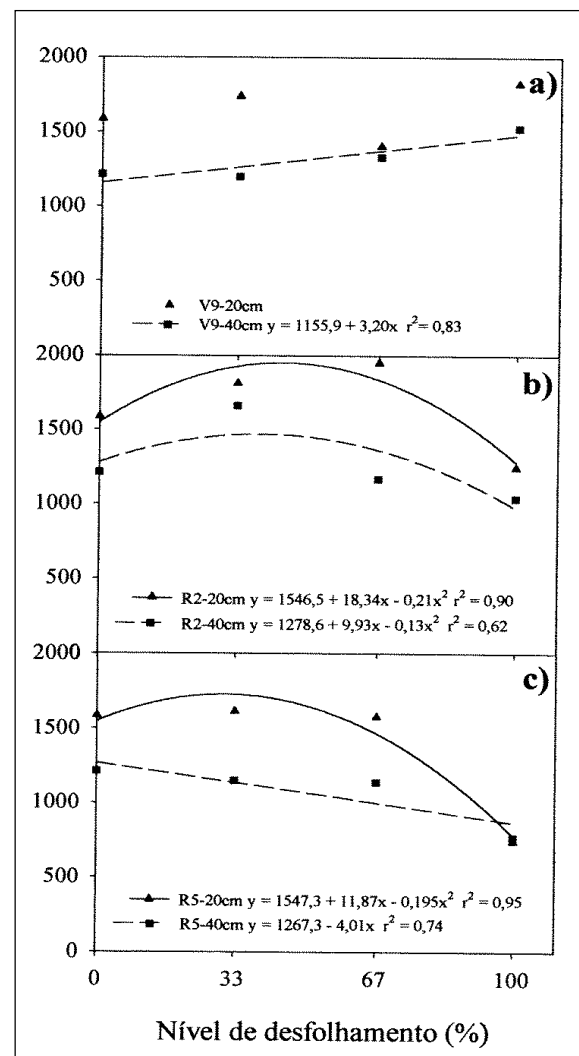 2000
a)
1500
1000
500
V9-20cm
V9-40cm y = 1155,9 + 3,20x r²= 0,83
2000
b)
1500
1000
500
R2-20cm y = 1546,5 + 18,34x - 0,21x² r² = 0,90
R2-40cm y = 1278,6 + 9,93x - 0,13x² r² = 0,62
2000
c)
1500
1000
500
R5-20cm y = 1547,3 + 11,87x - 0,195x² r² = 0,95
R5-40cm y = 1267,3 - 4,01x r² = 0,74
0
0 33 67 100
Nível de desfolhamento (%)